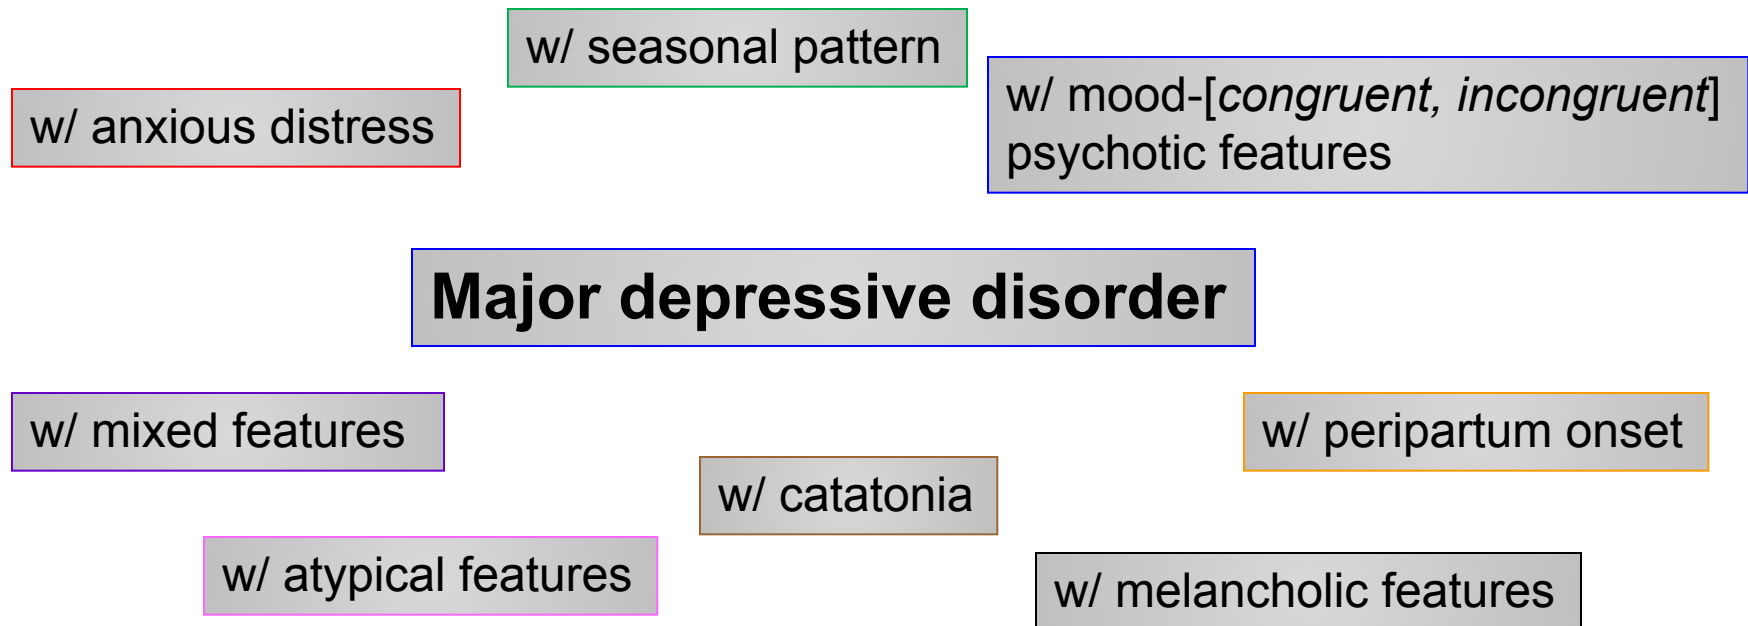 w/ seasonal pattern
w/ anxious distress
w/ mood-[congruent, incongruent]
psychotic features
Major depressive disorder
w/ mixed features
w/ peripartum onset
w/ catatonia
w/ atypical features
w/ melancholic features